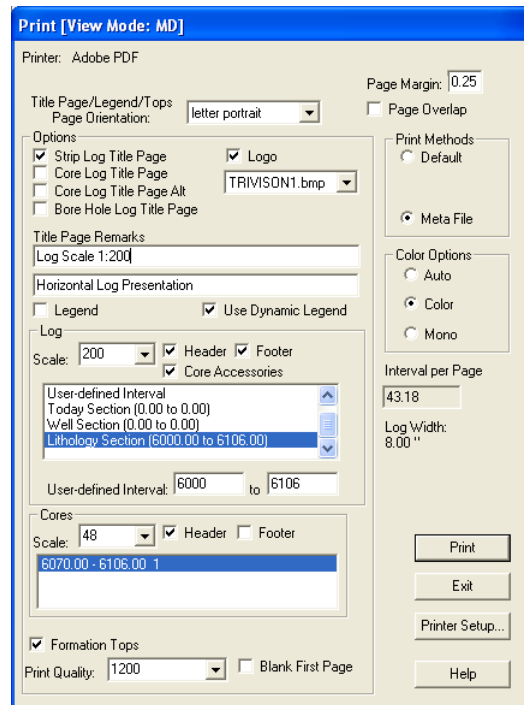 Print [View Mode: MD]
Printer: Adobe PDF
Page Margin: 0.25
Title Page/Legend/Tops
Page Orientation:
letter portrait
Page Overlap
Options
Strip Log Title Page
Logo
Core Log Title Page
TRIVISON1.bmp
Core Log Title Page Alt
Bore Hole Log Title Page
Title Page Remarks
Log Scale 1:200
Horizontal Log Presentation
Legend
Use Dynamic Legend
Log
Scale: 200
Header
Footer
Core Accessories
User-defined Interval
Today Section (0.00 to 0.00)
Well Section (0.00 to 0.00)
Lithology Section (6000.00 to 6106.00)
User-defined Interval: 6000 to 6106
Cores
Scale: 48
Header
Footer
6070.00 - 6106.00 1
Formation Tops
Print Quality: 1200
Blank First Page
Print Methods
Default
Meta File
Color Options
Auto
Color
Mono
Interval per Page
43.18
Log Width:
8.00 "
Print
Exit
Printer Setup...
Help